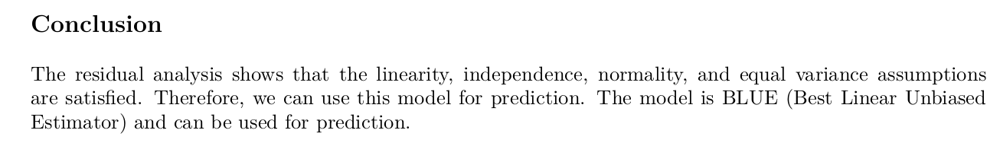 Conclusion
The residual analysis shows that the linearity, independence, normality, and equal variance assumptions
are satisfied. Therefore, we can use this model for prediction. The model is BLUE (Best Linear Unbiased
Estimator) and can be used for prediction.